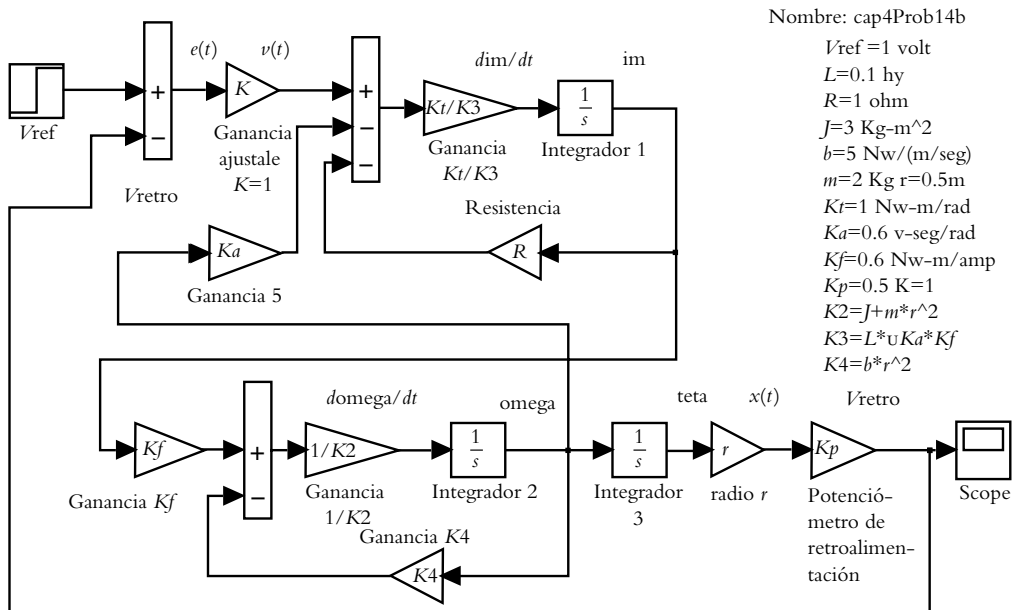 Nombre: cap4Prob14b
Vref =1 volt
L=0.1 hy
R=1 ohm
J=3 Kg-m^2
b=5 Nw/(m/seg)
m=2 Kg r=0.5m
Kt=1 Nw-m/rad
Ka=0.6 v-seg/rad
Kf=0.6 Nw-m/amp
Kp=0.5 K=1
K2=J+m*r^2
K3=L*UKa*Kf
K4=b*r^2
e(t)
v(t)
dim/dt
im
Vref
+
−
Vretro
K
Ganancia
ajustale
K=1
+
−
−
Kt/K3
Ganancia
Kt/K3
1
s
Integrador 1
Resistencia
R
Ka
Ganancia 5
Kf
Ganancia Kf
+
−
domega/dt
1/K2
Ganancia
1/K2
omega
1
s
Integrador 2
Ganancia K4
K4
teta
1
s
Integrador
3
x(t)
r
radio r
Vretro
Kp
Potenció-
metro de
retroalimen-
tación
Scope